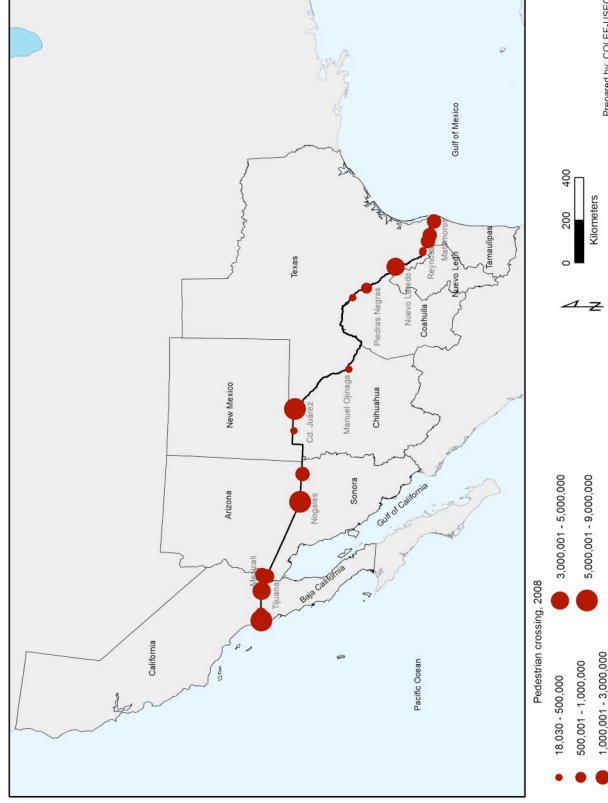 California
Arizona
New Mexico
Texas
Mexicali
Tijuana
Nogales
Cd. Juárez
Baja California
Sonora
Gulf of California
Manuel Ojinaga
Chihuahua
Piedras Negras
Nuevo Laredo
Coahuila
Reynosa
Matamoros
Nuevo León
Tamaulipas
Gulf of Mexico
Pacific Ocean
Pedestrian crossing, 2008
18,030 - 500,000
500,001 - 1,000,000
1,000,001 - 3,000,000
3,000,001 - 5,000,000
5,000,001 - 9,000,000
N
0 200 400
Kilometers
Prepared by: